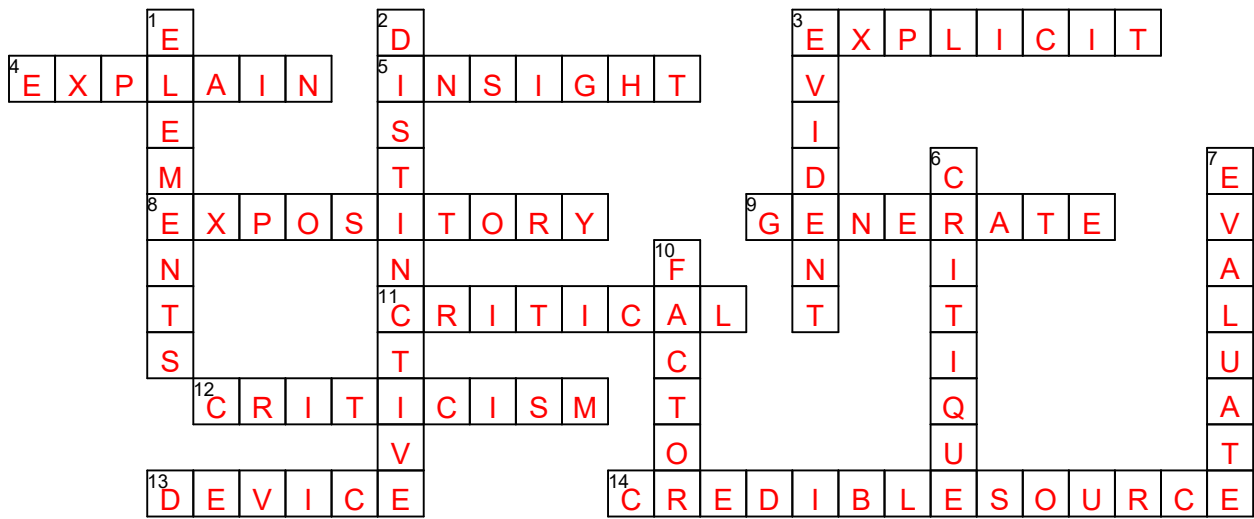 1 E 2 D 3 E X P L I C I T
4 E X P L A I N 5 I N S I G H T V
E S I
M T D 6 C 7 E
8 E X P O S I T O R Y 9 G E N E R A T E V
N N 10 F N I A
T 11 C R I T I C A L T T L
S T C I U
12 C R I T I C I S M T Q A
V O U T
13 D E V I C E 14 C R E D I B L E S O U R C E